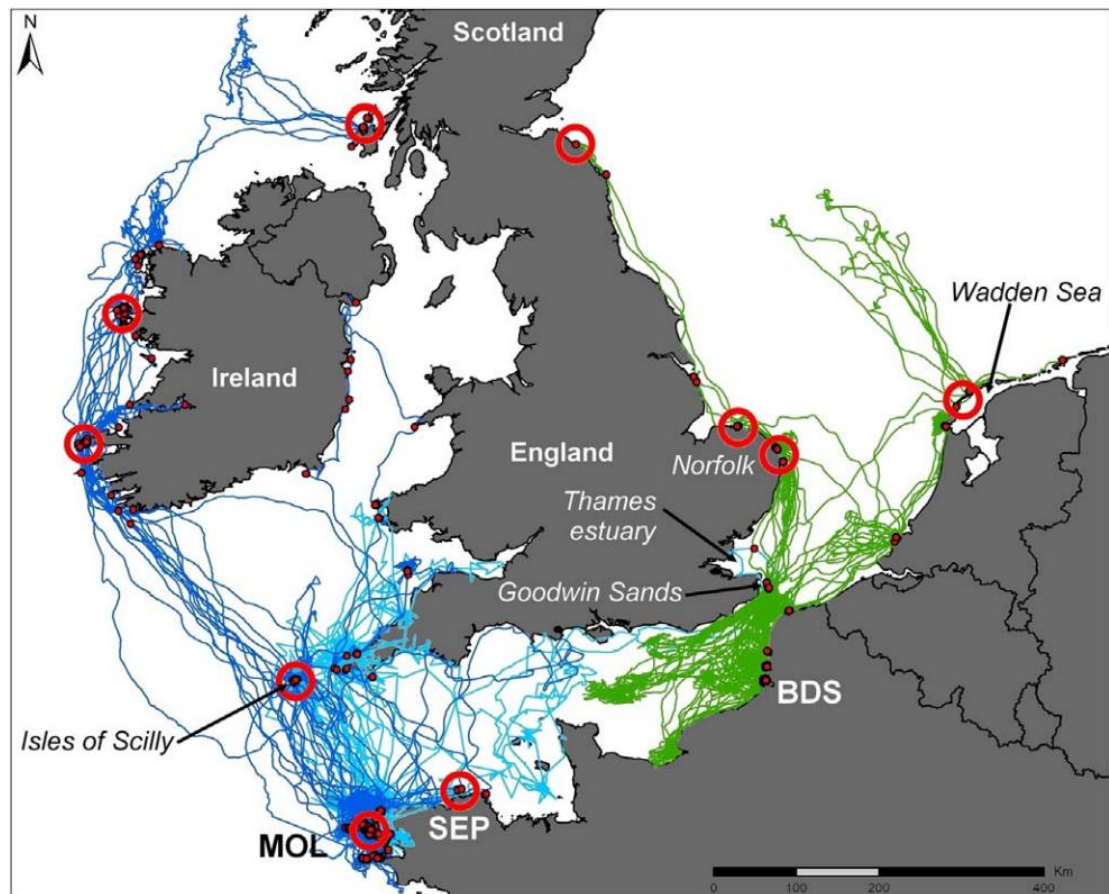 N
Scotland
Wadden Sea
Ireland
England
Norfolk
Thames
estuary
Goodwin Sands
BDS
Isles of Scilly
SEP
MOL
Km
0 100 200 400